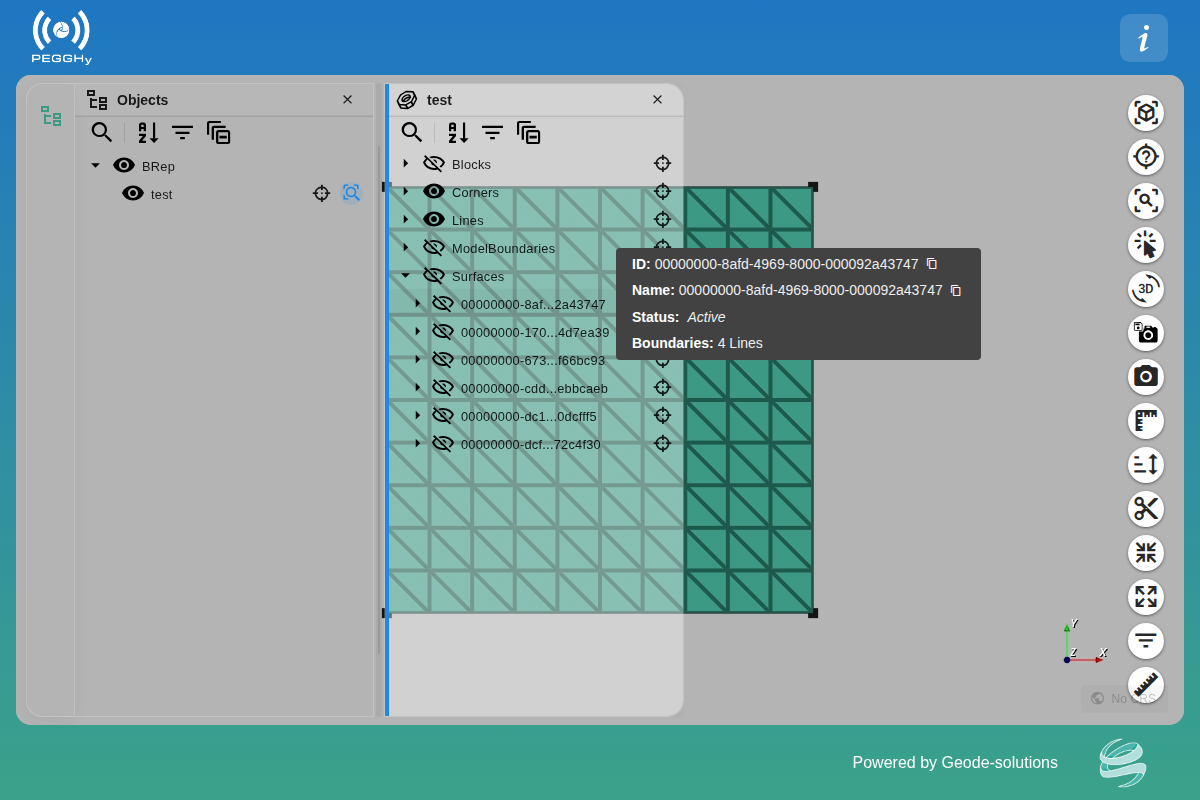 PEGGHy
i
Objects
test
BRep
test
Blocks
Corners
Lines
ModelBoundaries
Surfaces
00000000-8af...2a43747
00000000-170...4d7ea39
00000000-673...f66bc93
00000000-cdd...ebbcaeb
00000000-dc1...0dcfff5
00000000-dcf...72c4f30
ID: 00000000-8afd-4969-8000-000092a43747
Name: 00000000-8afd-4969-8000-000092a43747
Status: Active
Boundaries: 4 Lines
3D
Y
Z X
No CRS
Powered by Geode-solutions